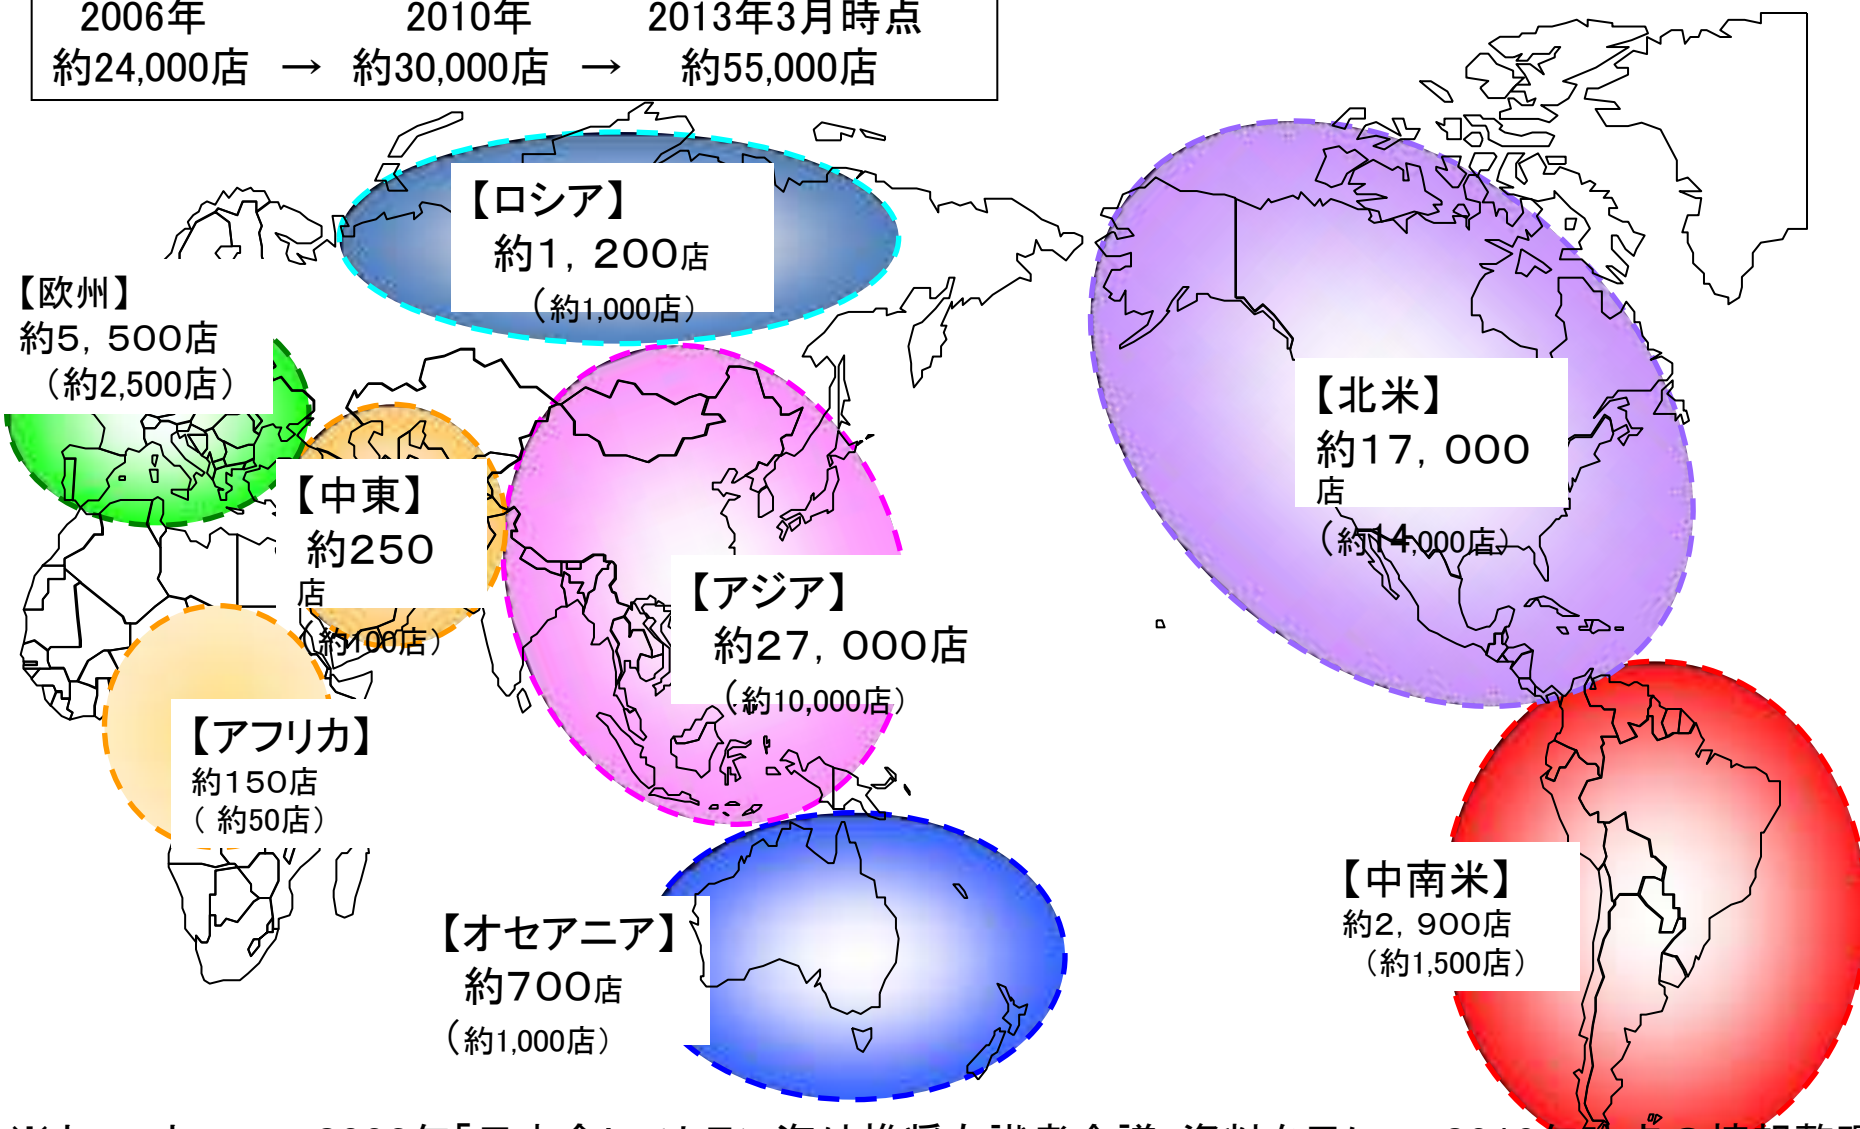 2006年 2010年 2013年3月時点
約24,000店 → 約30,000店 → 約55,000店
【ロシア】
約1,200店
(約1,000店)
【欧州】
約5,500店
(約2,500店)
【北米】
約17,000
店
(約14,000店)
【中東】
約250
店
(約100店)
【アジア】
約27,000店
(約10,000店)
【アフリカ】
約150店
(約50店)
【中南米】
約2,900店
(約1,500店)
【オセアニア】
約700店
(約1,000店)